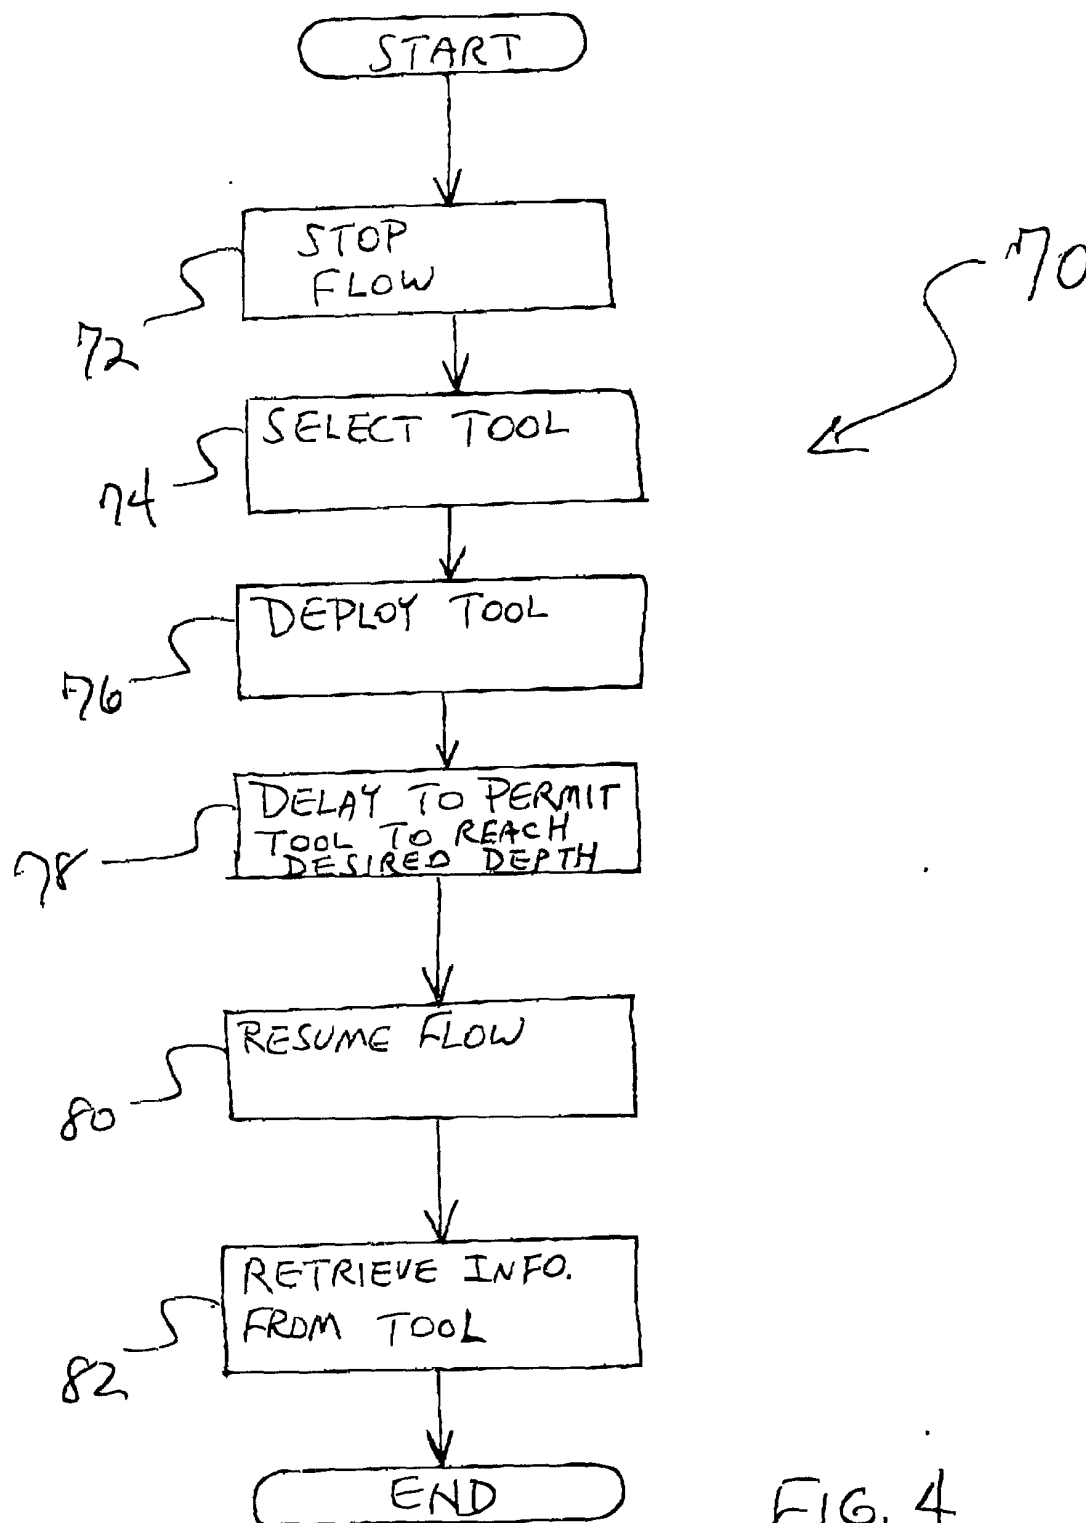 START
70
STOP
FLOW
72
SELECT TOOL
74
DEPLOY TOOL
76
DELAY TO PERMIT
TOOL TO REACH
DESIRED DEPTH
78
RESUME FLOW
80
RETRIEVE INFO.
FROM TOOL
82
END
FIG. 4